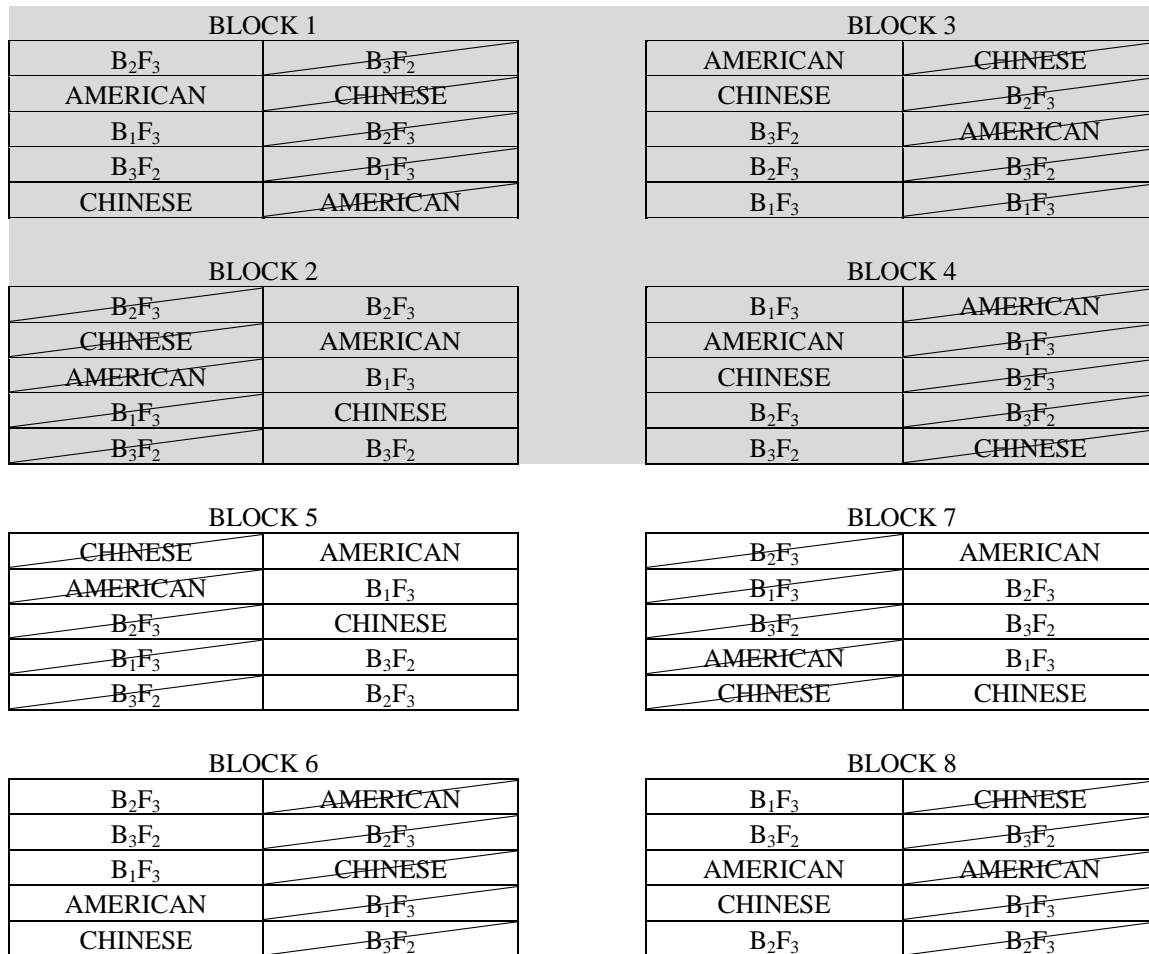 BLOCK 1 BLOCK 3
B₂F₃ B₃F₂ AMERICAN CHINESE
AMERICAN CHINESE CHINESE B₂F₃
B₁F₃ B₂F₃ B₃F₂ AMERICAN
B₃F₂ B₁F₃ B₂F₃ B₃F₂
CHINESE AMERICAN B₁F₃ B₁F₃
BLOCK 2 BLOCK 4
B₂F₃ B₂F₃ B₁F₃ AMERICAN
CHINESE AMERICAN AMERICAN B₁F₃
AMERICAN B₁F₃ CHINESE B₂F₃
B₁F₃ CHINESE B₂F₃ B₃F₂
B₃F₂ B₃F₂ B₃F₂ CHINESE
BLOCK 5 BLOCK 7
CHINESE AMERICAN B₂F₃ AMERICAN
AMERICAN B₁F₃ B₁F₃ B₂F₃
B₂F₃ CHINESE B₃F₂ B₃F₂
B₁F₃ B₃F₂ AMERICAN B₁F₃
B₃F₂ B₂F₃ CHINESE CHINESE
BLOCK 6 BLOCK 8
B₂F₃ AMERICAN B₁F₃ CHINESE
B₃F₂ B₂F₃ B₃F₂ B₃F₂
B₁F₃ CHINESE AMERICAN AMERICAN
AMERICAN B₁F₃ CHINESE B₁F₃
CHINESE B₃F₂ B₂F₃ B₂F₃